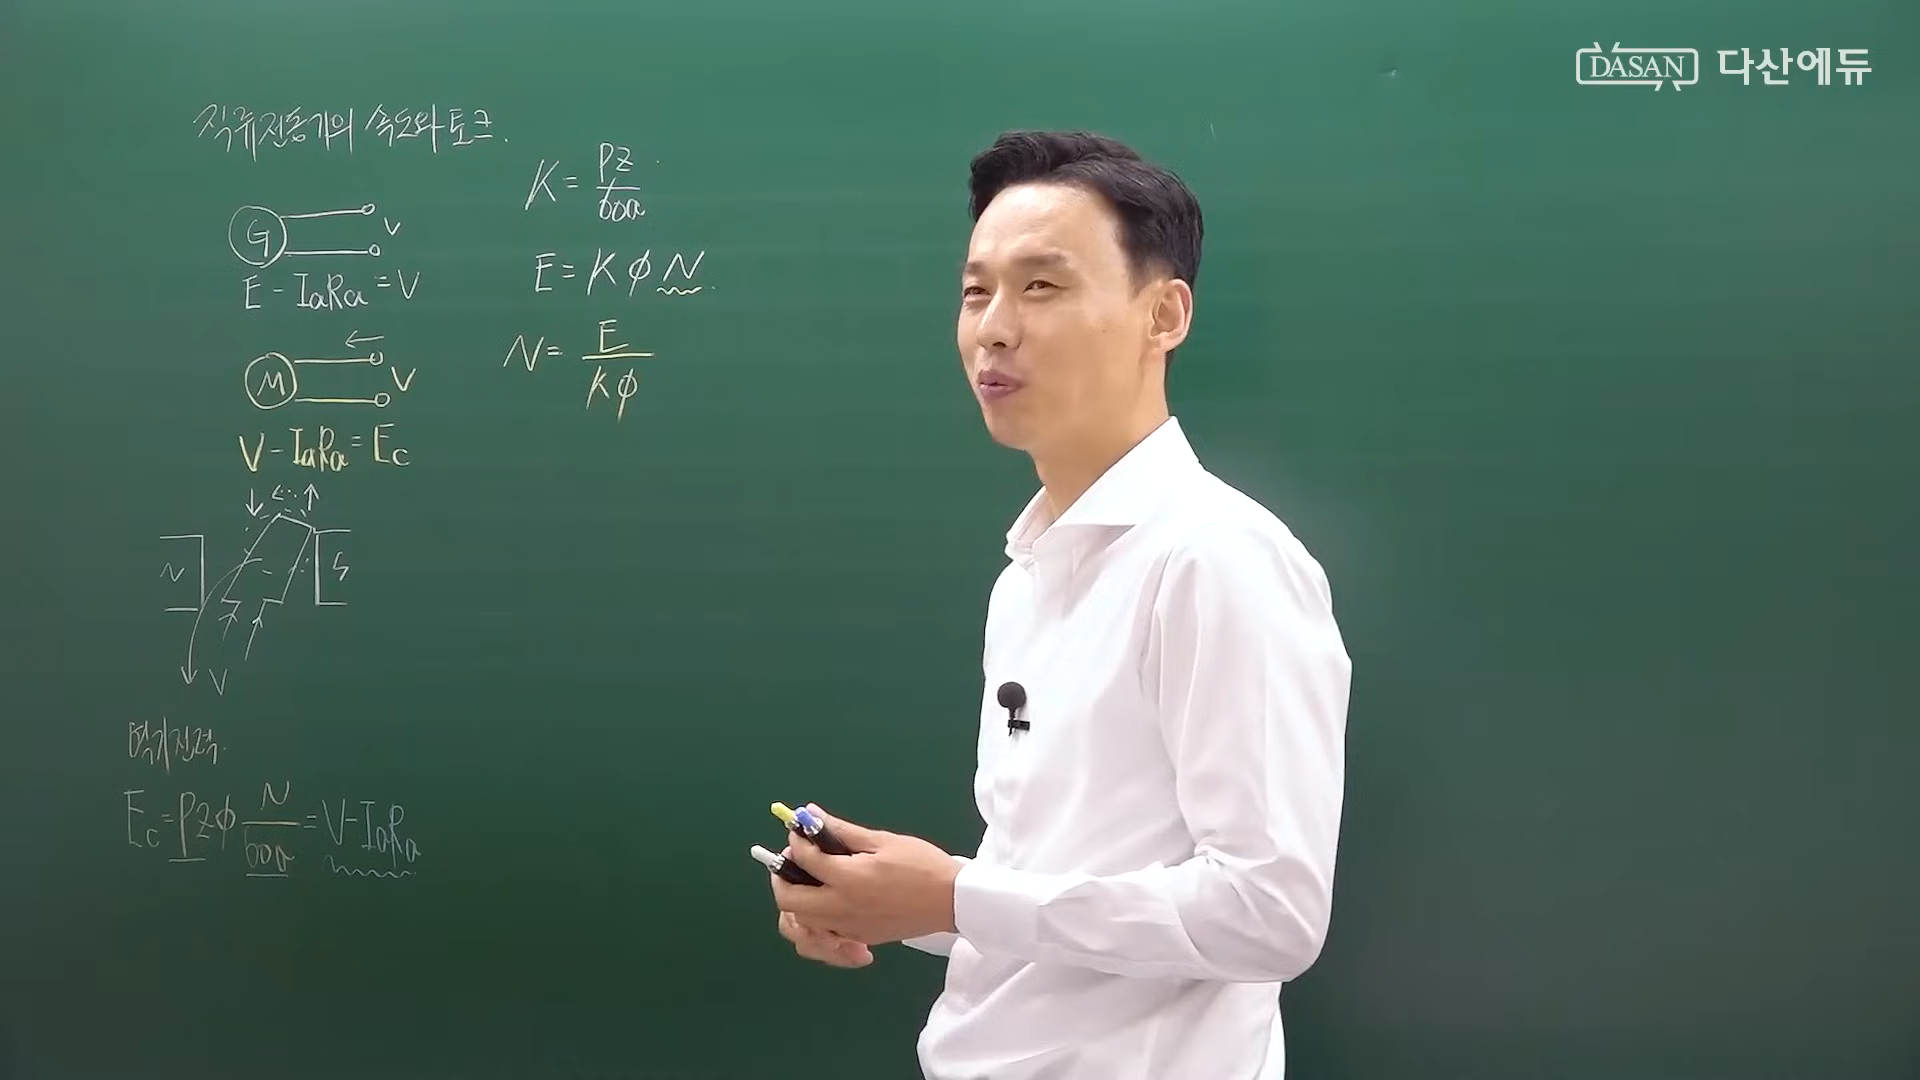 DASAN 다산에듀
직류전동기의 속도와 토크.
G V
E - IaRa = V
M V
V - IaRa = Ec
N S
V
역기전력.
Ec = PZφ N/60a = V - IaRa
K = PZ/60a
E = KφN
N = E/Kφ